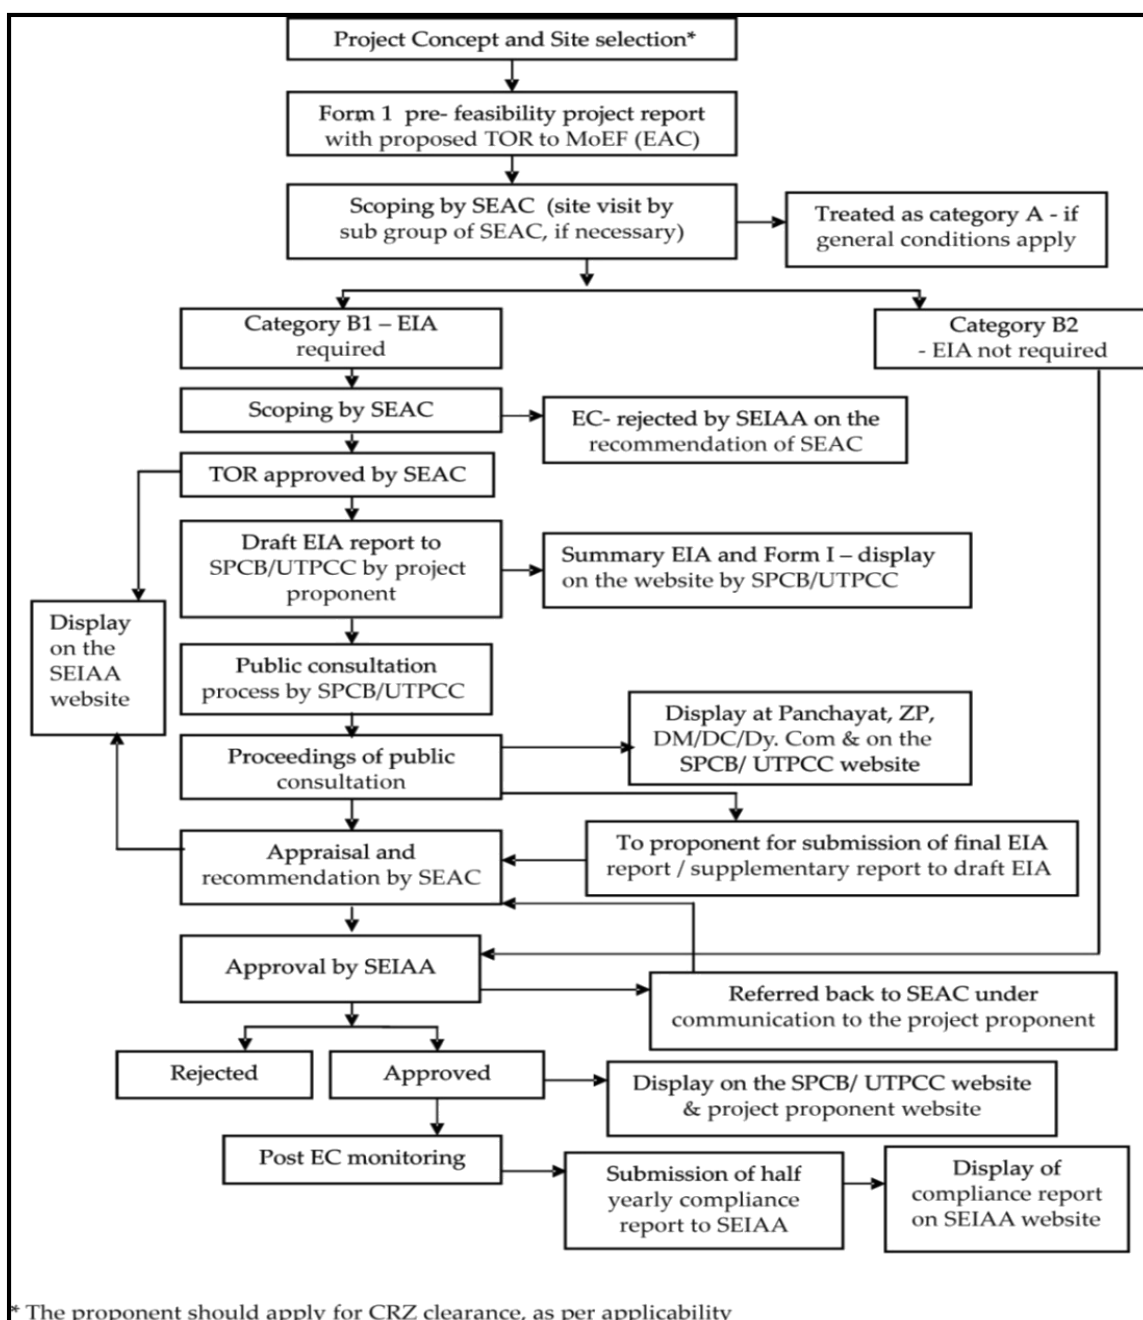 Project Concept and Site selection*
Form 1 pre- feasibility project report
with proposed TOR to MoEF (EAC)
Scoping by SEAC (site visit by
sub group of SEAC, if necessary)
Treated as category A - if
general conditions apply
Category B1 – EIA
required
Category B2
- EIA not required
Scoping by SEAC
EC- rejected by SEIAA on the
recommendation of SEAC
TOR approved by SEAC
Draft EIA report to
SPCB/UTPCC by project
proponent
Summary EIA and Form I – display
on the website by SPCB/UTPCC
Display
on the
SEIAA
website
Public consultation
process by SPCB/UTPCC
Proceedings of public
consultation
Display at Panchayat, ZP,
DM/DC/Dy. Com & on the
SPCB/ UTPCC website
Appraisal and
recommendation by SEAC
To proponent for submission of final EIA
report / supplementary report to draft EIA
Approval by SEIAA
Referred back to SEAC under
communication to the project proponent
Rejected
Approved
Display on the SPCB/ UTPCC website
& project proponent website
Post EC monitoring
Submission of half
yearly compliance
report to SEIAA
Display of
compliance report
on SEIAA website
* The proponent should apply for CRZ clearance, as per applicability